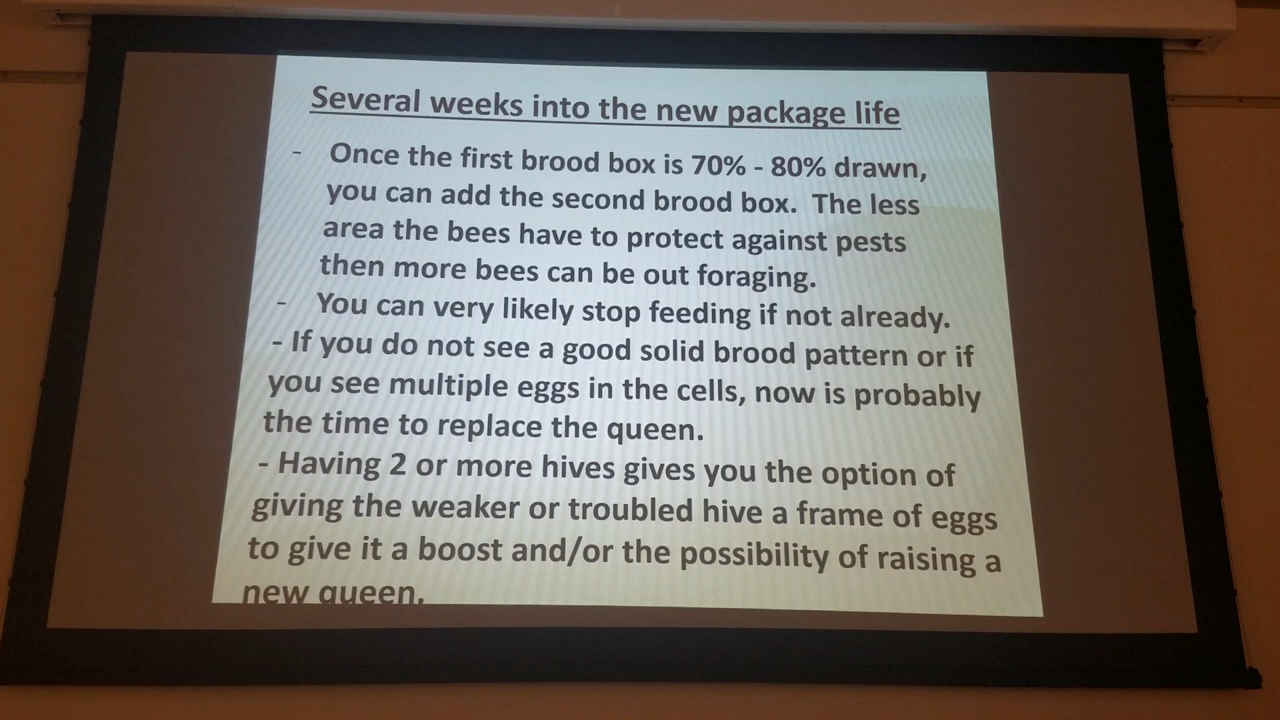 Several weeks into the new package life
- Once the first brood box is 70% - 80% drawn,
you can add the second brood box. The less
area the bees have to protect against pests
then more bees can be out foraging.
- You can very likely stop feeding if not already.
- If you do not see a good solid brood pattern or if
you see multiple eggs in the cells, now is probably
the time to replace the queen.
- Having 2 or more hives gives you the option of
giving the weaker or troubled hive a frame of eggs
to give it a boost and/or the possibility of raising a
new queen.